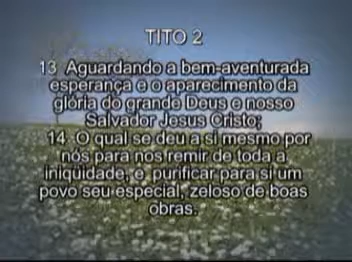 TITO 2
13 Aguardando a bem-aventurada
esperança e o aparecimento da
glória do grande Deus e nosso
Salvador Jesus Cristo;
14 O qual se deu a si mesmo por
nós para nos remir de toda a
iniqüidade, e purificar para si um
povo seu especial, zeloso de boas
obras.